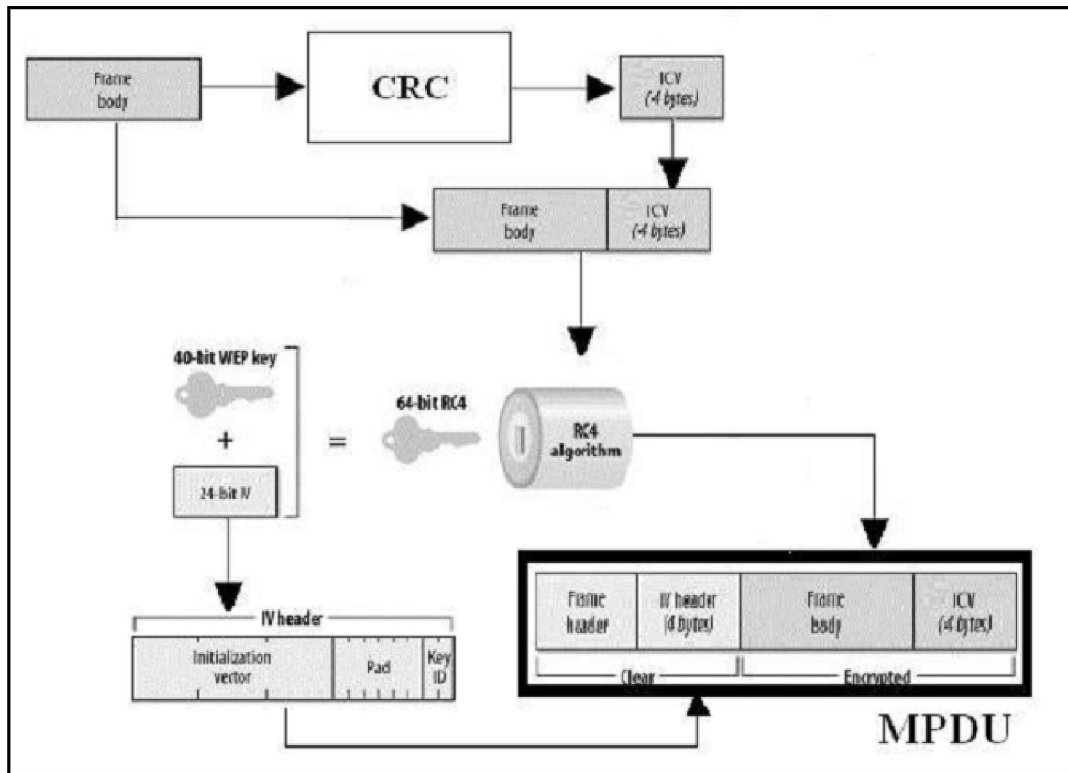 Frame
body
CRC
ICV
(-4 bytes)
Frame
body
ICV
(-4 bytes)
40-bit WEP key
+
24-bit IV
=
64-bit RC4
RC4
algorithm
IV header
Initialization
vector
Pad
Key
ID
Frame
header
IV header
(4 bytes)
Frame
body
ICV
(-4 bytes)
Clear
Encrypted
MPDU